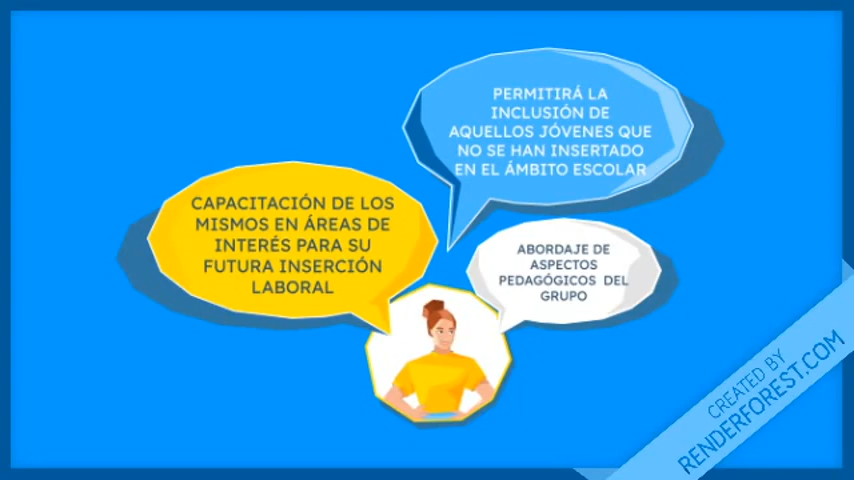 PERMITIRÁ LA
INCLUSIÓN DE
AQUELLOS JÓVENES QUE
NO SE HAN INSERTADO
EN EL ÁMBITO ESCOLAR
CAPACITACIÓN DE LOS
MISMOS EN ÁREAS DE
INTERÉS PARA SU
FUTURA INSERCIÓN
LABORAL
ABORDAJE DE
ASPECTOS
PEDAGÓGICOS DEL
GRUPO
CREATED BY
RENDERFOREST.COM